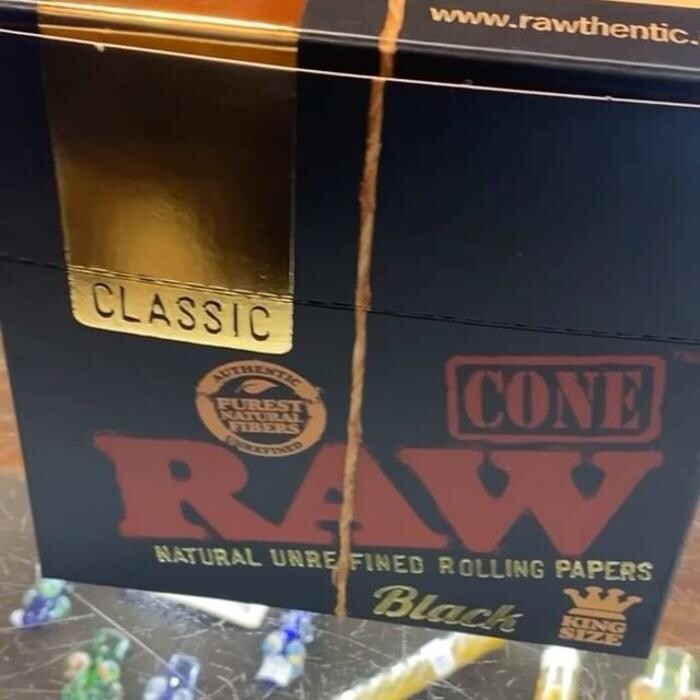 www.rawthentic.
CLASSIC
AUTHENTIC
PUREST
NATURAL
FIBERS
UNREFINED
CONE
RAW
NATURAL UNREFINED ROLLING PAPERS
Black
KING
SIZE